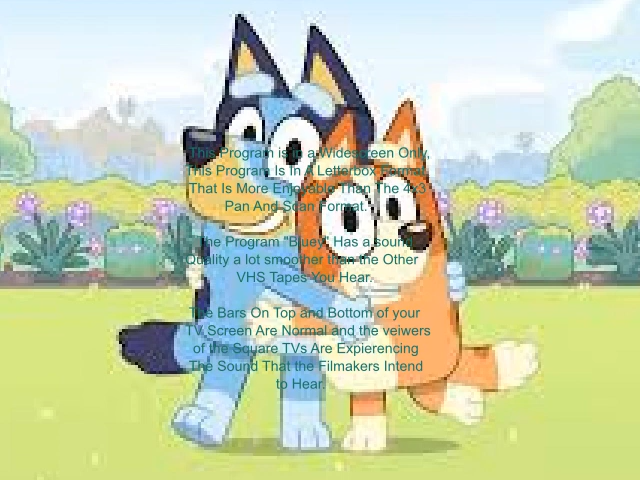 This Program is in a Widescreen Only,
This Program Is In A Letterbox Format
That Is More Enjoyable Than The 4x3
Pan And Scan Format.
The Program "Bluey" Has a Sound
Quality a lot smoother than the Other
VHS Tapes You Hear.
The Bars On Top and Bottom of your
TV Screen Are Normal and the veiwers
of the Square TVs Are Expierencing
The Sound That the Filmakers Intend
to Hear.